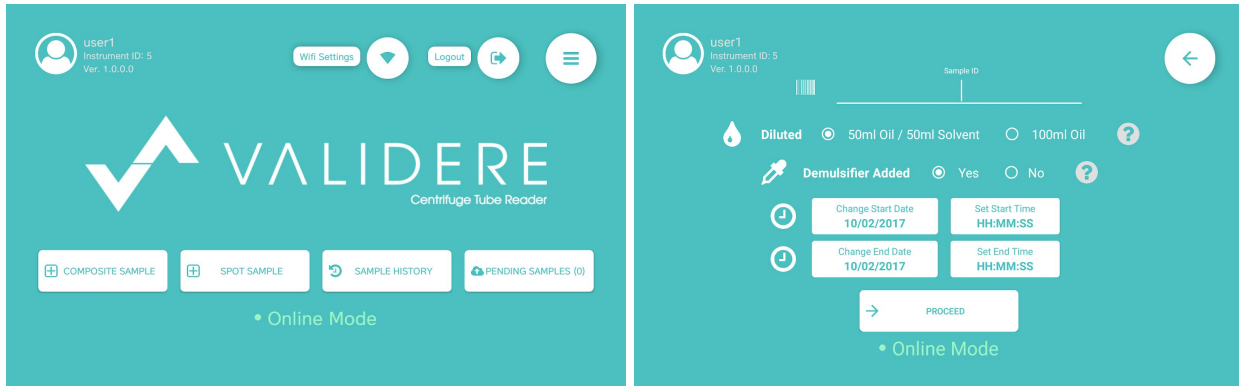 user1
Instrument ID: 5
Ver. 1.0.0.0
Wifi Settings
Logout
VALIDERE
Centrifuge Tube Reader
COMPOSITE SAMPLE
SPOT SAMPLE
SAMPLE HISTORY
PENDING SAMPLES (0)
• Online Mode
user1
Instrument ID: 5
Ver. 1.0.0.0
Sample ID
Diluted 50ml Oil / 50ml Solvent 100ml Oil ?
Demulsifier Added Yes No ?
Change Start Date
10/02/2017
Set Start Time
HH:MM:SS
Change End Date
10/02/2017
Set End Time
HH:MM:SS
PROCEED
• Online Mode